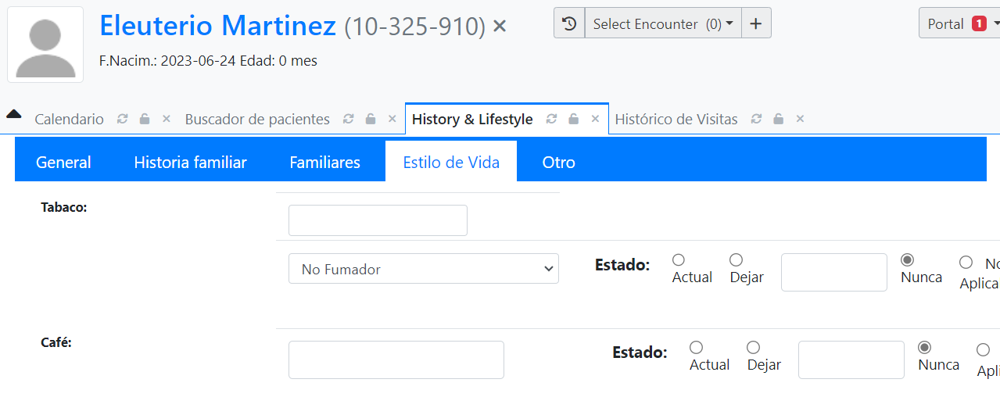 Eleuterio Martinez (10-325-910)
Select Encounter (0)
Portal 1
F.Nacim.: 2023-06-24 Edad: 0 mes
Calendario
Buscador de pacientes
History & Lifestyle
Histórico de Visitas
General
Historia familiar
Familiares
Estilo de Vida
Otro
Tabaco:
No Fumador
Estado:
Actual
Dejar
Nunca
No
Aplica
Café:
Estado:
Actual
Dejar
Nunca
Apli